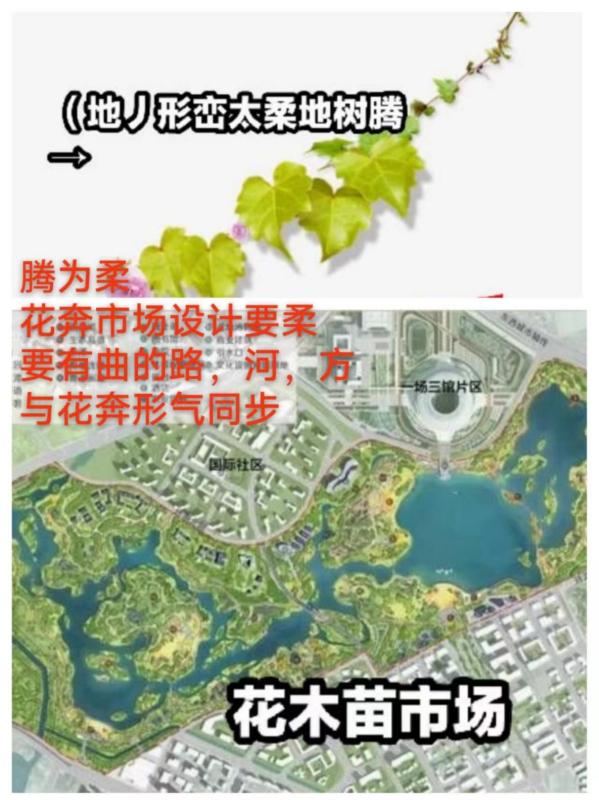 （地丿形峦太柔地树腾
→
腾为柔
花奔市场设计要柔
要有曲的路，河，方
与花奔形气同步
一场三馆片区
国际社区
花木苗市场